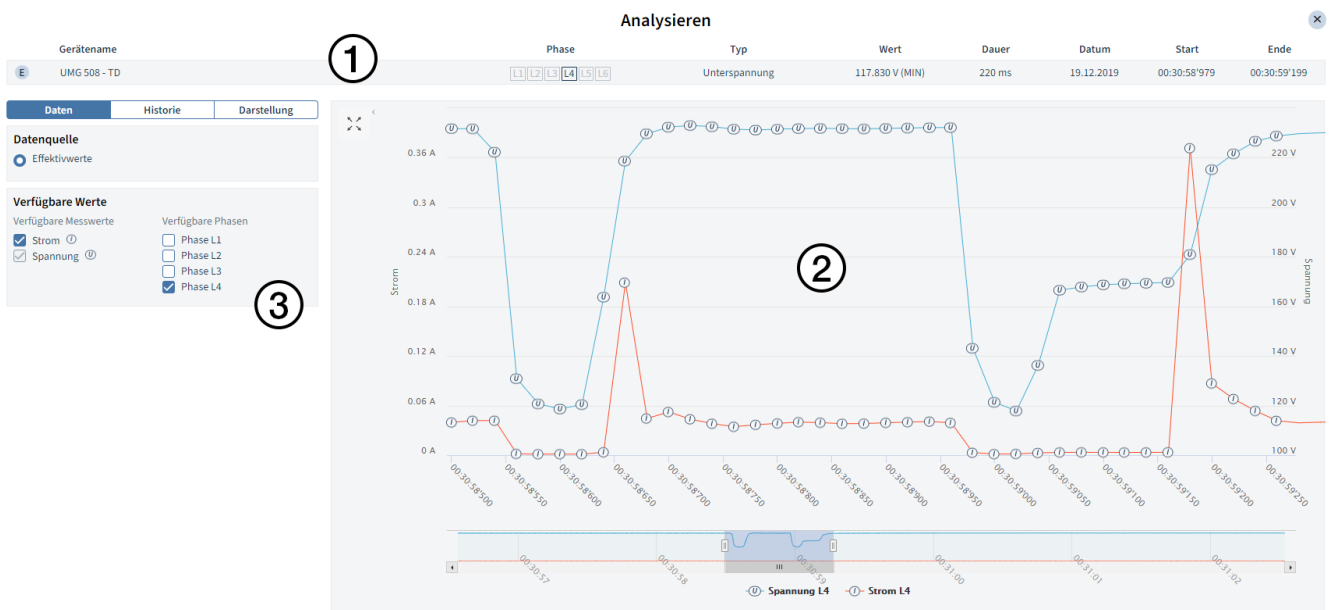 Analysieren
Gerätename Phase Typ Wert Dauer Datum Start Ende
E UMG 508 - TD L1 L2 L3 L4 L5 L6 Unterspannung 117.830 V (MIN) 220 ms 19.12.2019 00:30:58'979 00:30:59'199
1
Daten Historie Darstellung
Datenquelle
Effektivwerte
Verfügbare Werte
Verfügbare Messwerte Verfügbare Phasen
Strom I Phase L1
Spannung U Phase L2
Phase L3
Phase L4
3
2
Strom
0.36 A
0.3 A
0.24 A
0.18 A
0.12 A
0.06 A
0 A
220 V
200 V
180 V
160 V
140 V
120 V
100 V
Spannung
00:30:58'500 00:30:58'550 00:30:58'600 00:30:58'650 00:30:58'700 00:30:58'750 00:30:58'800 00:30:58'850 00:30:58'900 00:30:58'950 00:30:59'000 00:30:59'050 00:30:59'100 00:30:59'150 00:30:59'200 00:30:59'250
00:30:57 00:30:58 00:30:59 00:31:00 00:31:01 00:31:02
U Spannung L4 I Strom L4